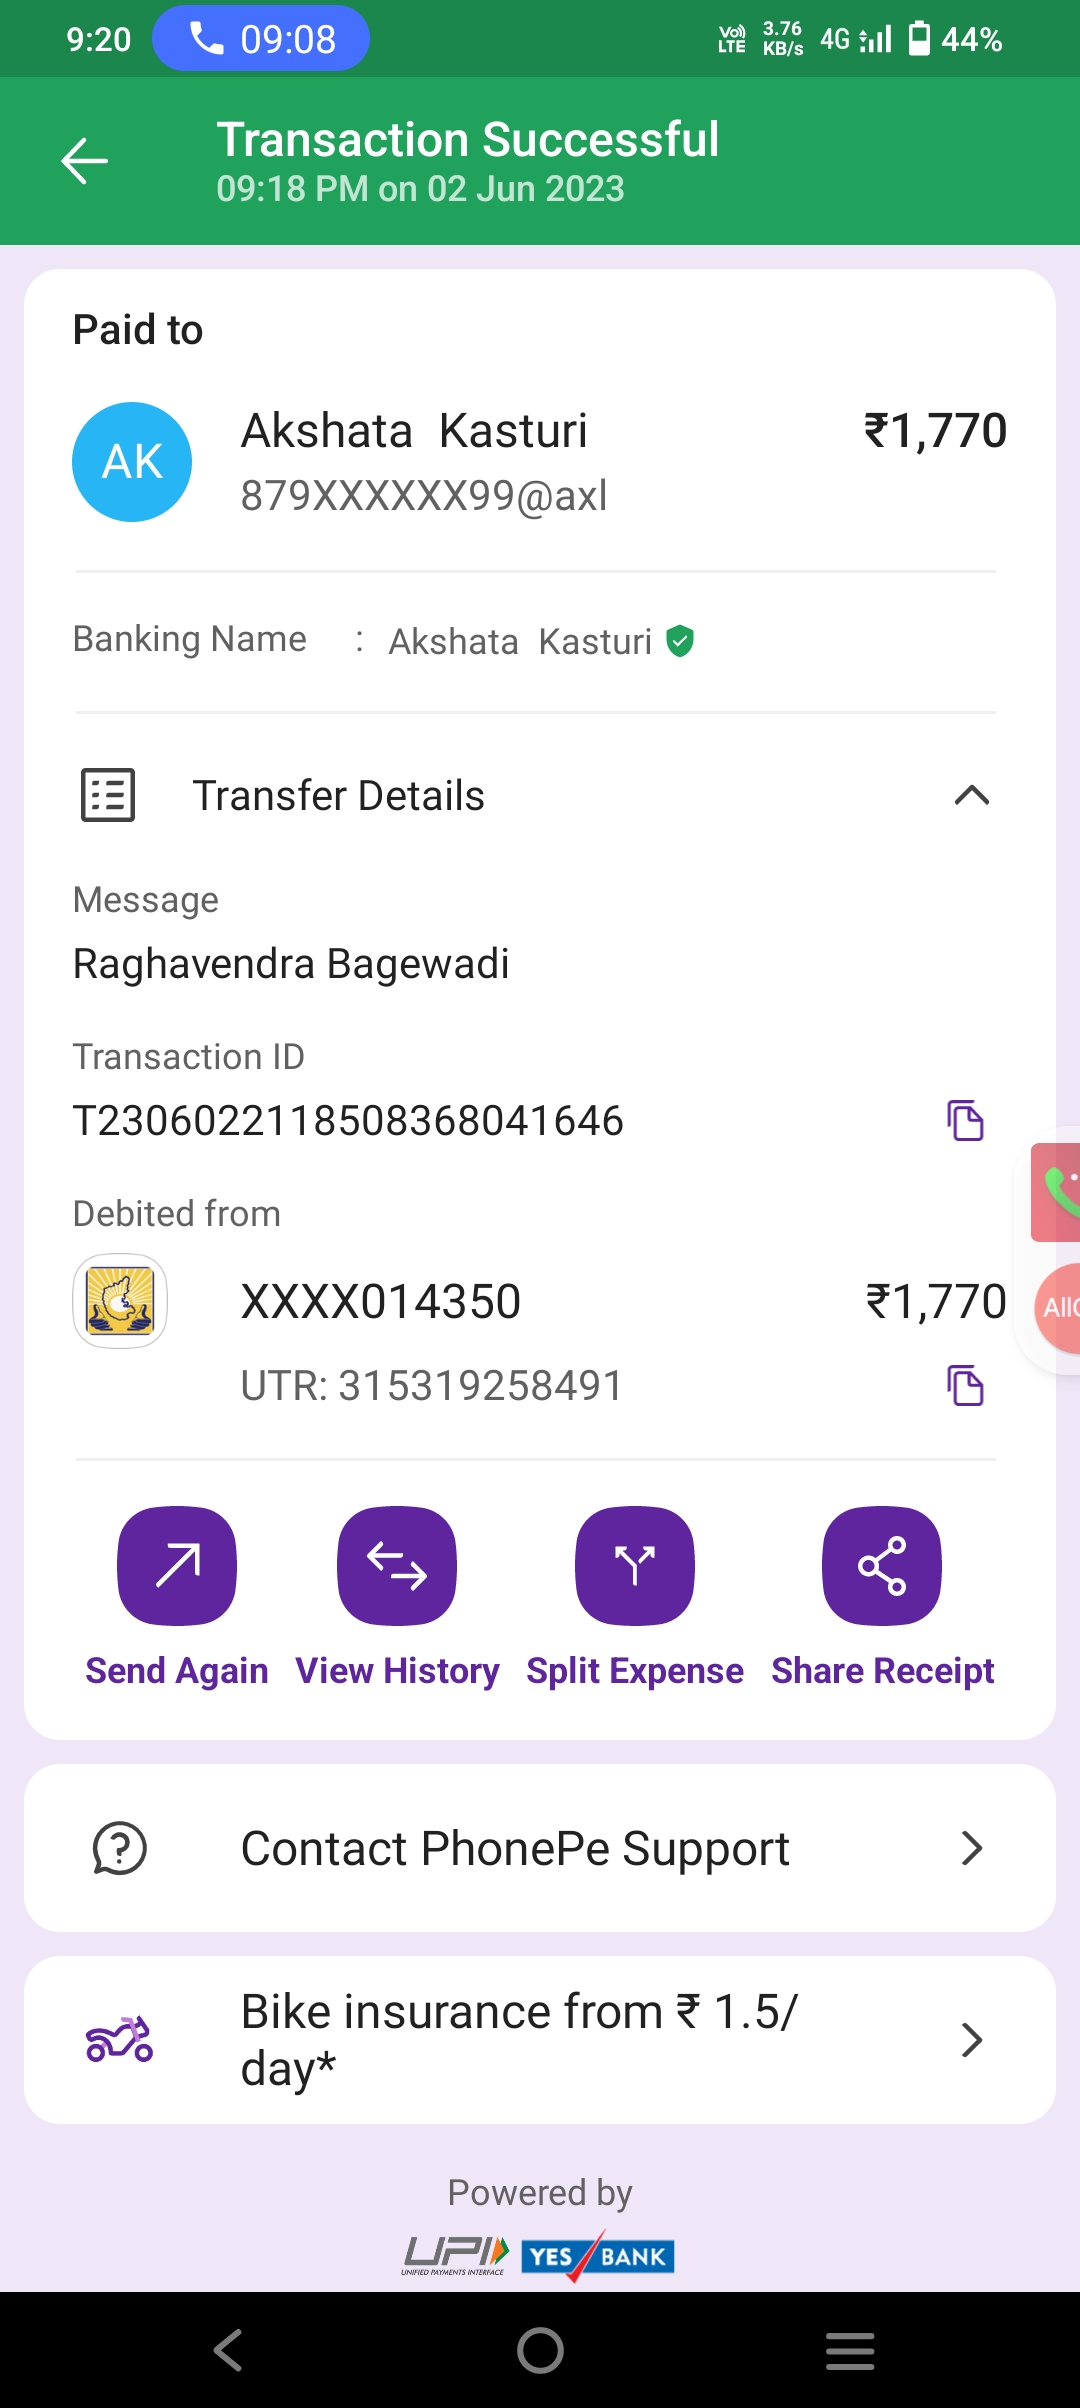 9:20 09:08 Vo) LTE 3.76 KB/s 4G 44%
Transaction Successful
09:18 PM on 02 Jun 2023
Paid to
AK Akshata Kasturi ₹1,770
879XXXXXX99@axl
Banking Name : Akshata Kasturi
Transfer Details
Message
Raghavendra Bagewadi
Transaction ID
T2306022118508368041646
Debited from
XXXX014350 ₹1,770
UTR: 315319258491
Send Again View History Split Expense Share Receipt
Contact PhonePe Support
Bike insurance from ₹ 1.5/
day*
Powered by
UPI YES BANK
UNIFIED PAYMENTS INTERFACE